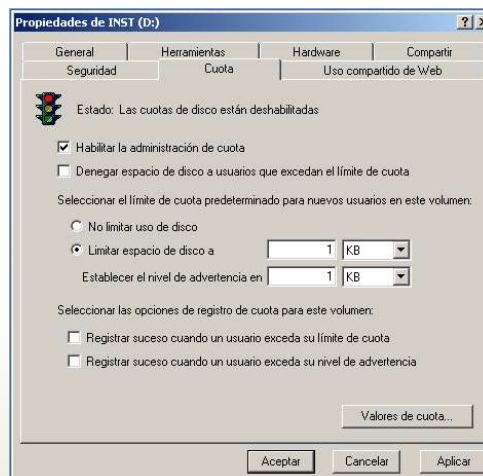 Propiedades de INST (D:)
General Herramientas Hardware Compartir
Seguridad Cuota Uso compartido de Web
Estado: Las cuotas de disco están deshabilitadas
Habilitar la administración de cuota
Denegar espacio de disco a usuarios que excedan el límite de cuota
Seleccionar el límite de cuota predeterminado para nuevos usuarios en este volumen:
No limitar uso de disco
Limitar espacio de disco a 1 KB
Establecer el nivel de advertencia en 1 KB
Seleccionar las opciones de registro de cuota para este volumen:
Registrar suceso cuando un usuario exceda su límite de cuota
Registrar suceso cuando un usuario exceda su nivel de advertencia
Valores de cuota...
Aceptar Cancelar Aplicar